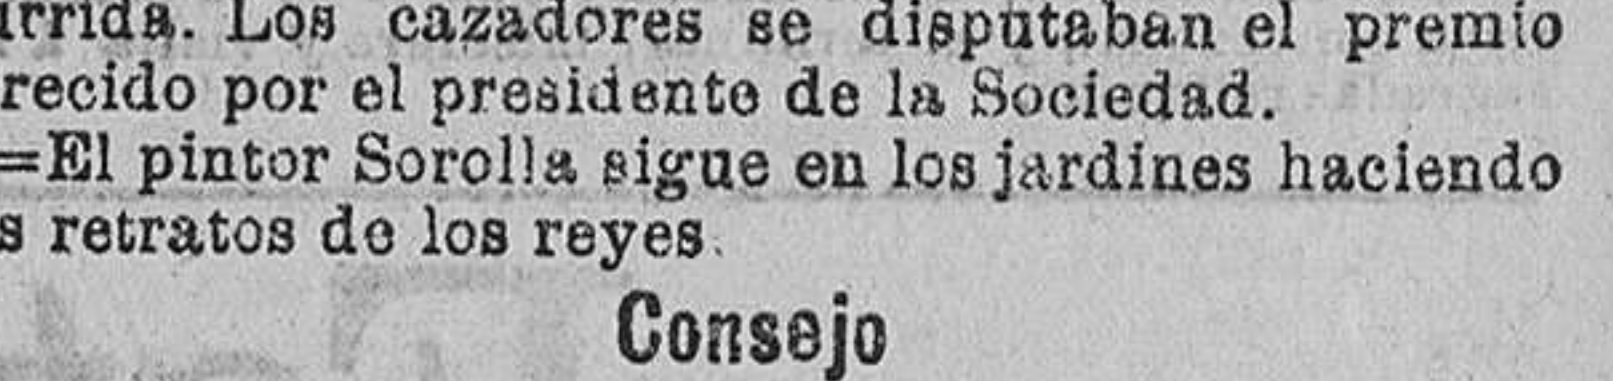 urrida. Los cazadores se disputaban el premio
recido por el presidente de la Sociedad.
=El pintor Sorolla sigue en los jardines haciendo
s retratos de los reyes.
Consejo